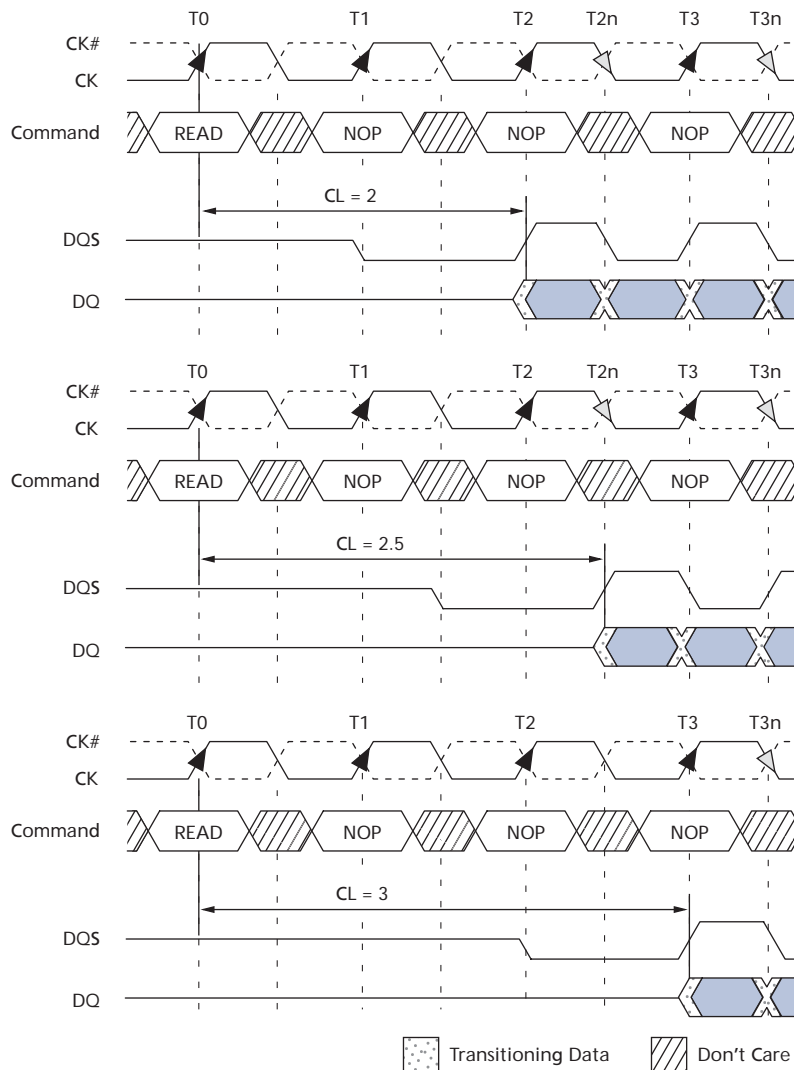 T0 T1 T2 T2n T3 T3n
CK#
CK
Command READ NOP NOP NOP
CL = 2
DQS
DQ
T0 T1 T2 T2n T3 T3n
CK#
CK
Command READ NOP NOP NOP
CL = 2.5
DQS
DQ
T0 T1 T2 T3 T3n
CK#
CK
Command READ NOP NOP NOP
CL = 3
DQS
DQ
Transitioning Data Don't Care